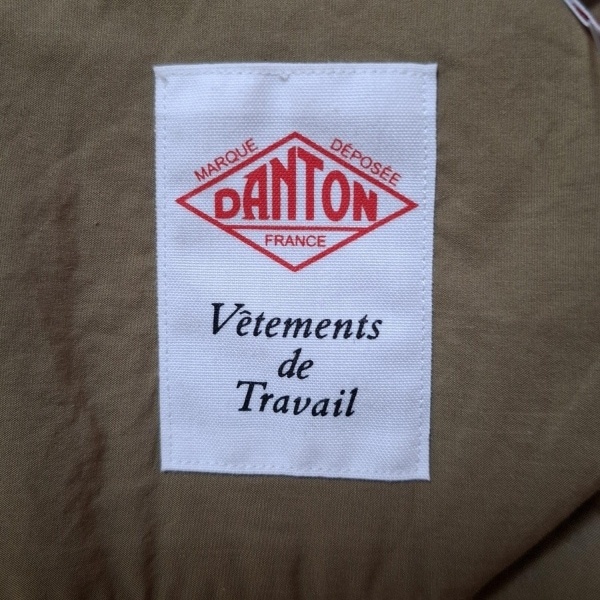 MARQUE DÉPOSÉE
DANTON
FRANCE
Vêtements
de
Travail